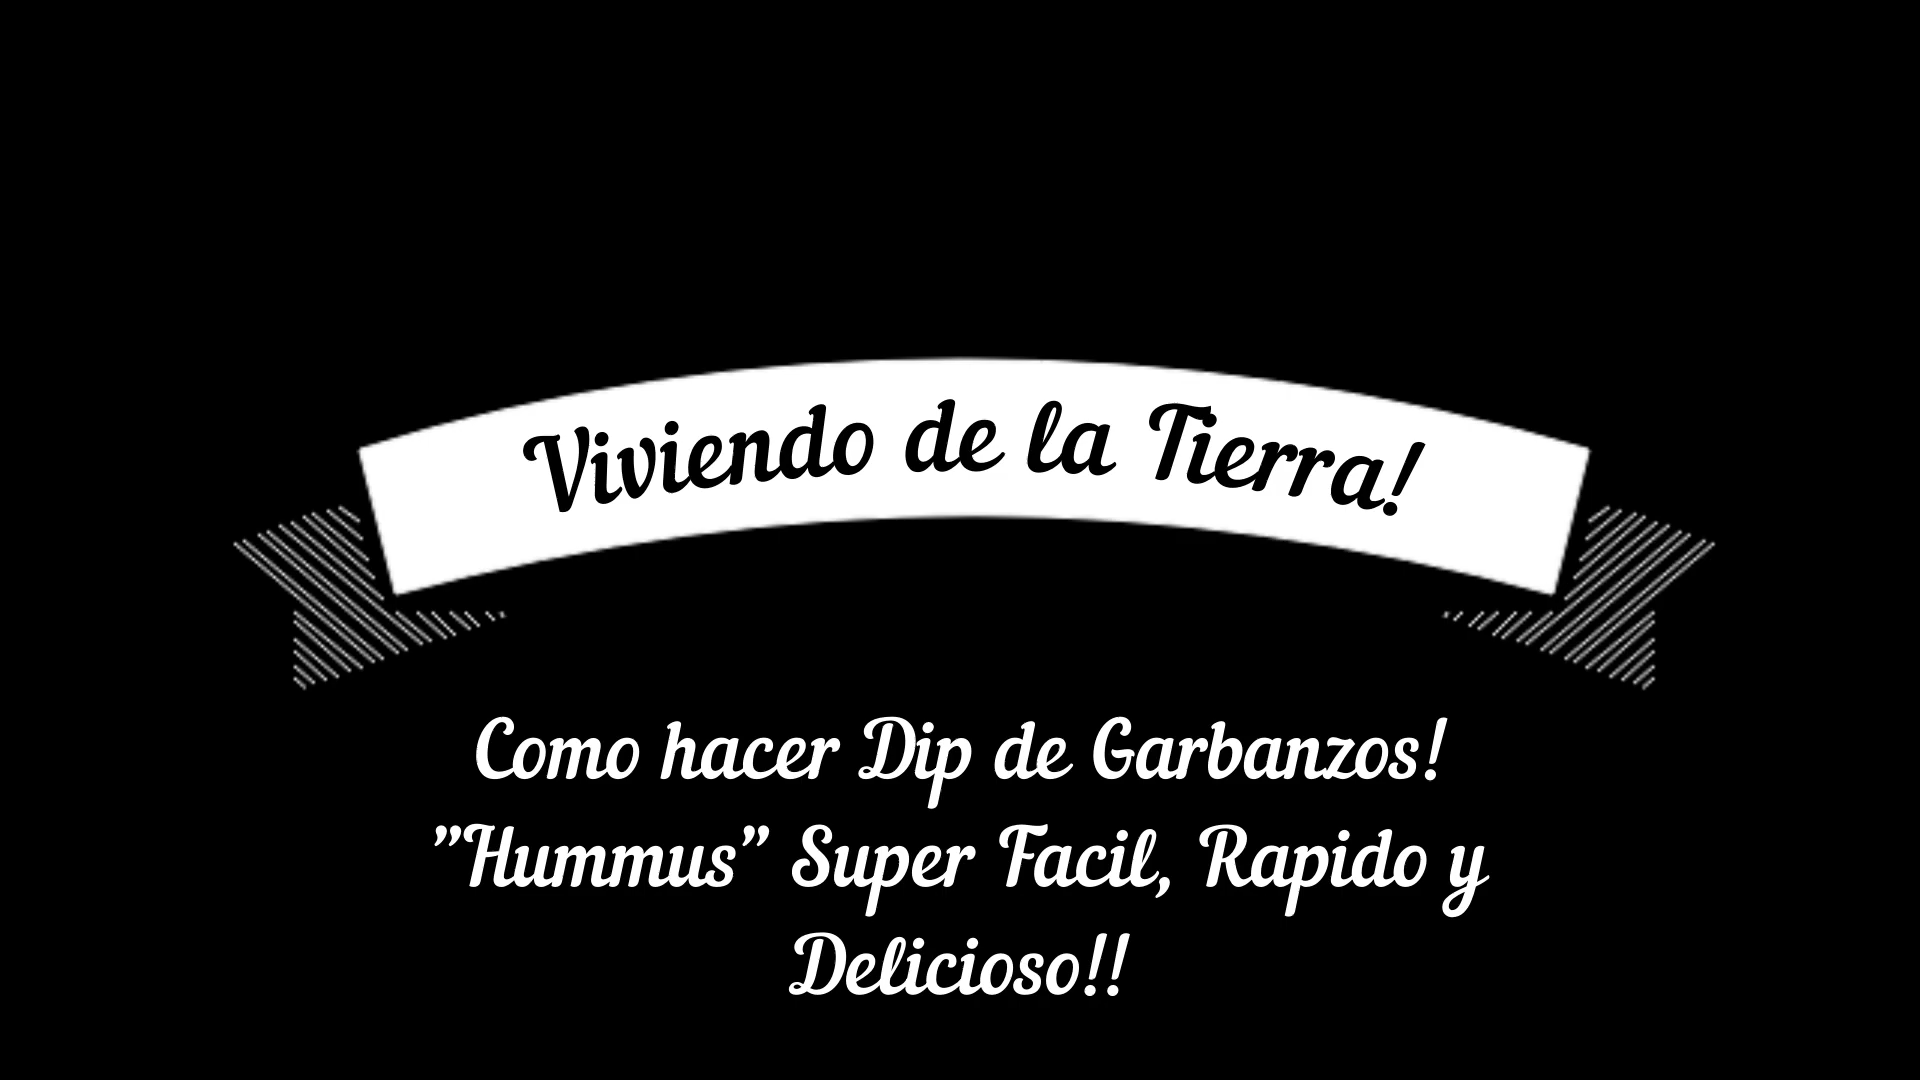 Viviendo de la Tierra!
Como hacer Dip de Garbanzos!
"Hummus" Super Facil, Rapido y
Delicioso!!